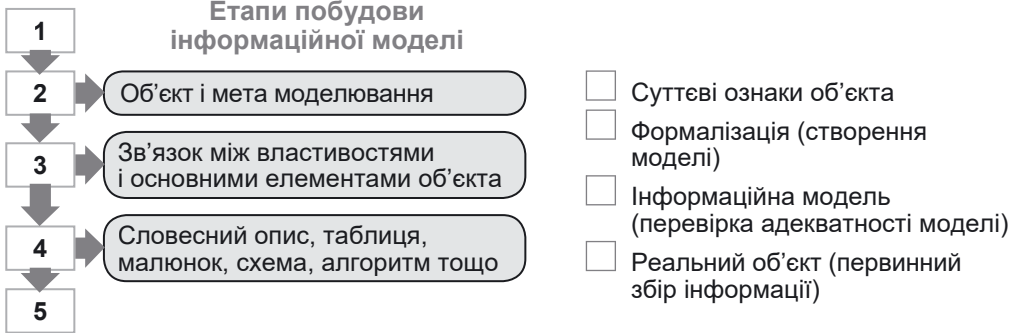 Етапи побудови
інформаційної моделі
1
2
Об’єкт і мета моделювання
3
Зв’язок між властивостями
і основними елементами об’єкта
4
Словесний опис, таблиця,
малюнок, схема, алгоритм тощо
5
Суттєві ознаки об’єкта
Формалізація (створення
моделі)
Інформаційна модель
(перевірка адекватності моделі)
Реальний об’єкт (первинний
збір інформації)